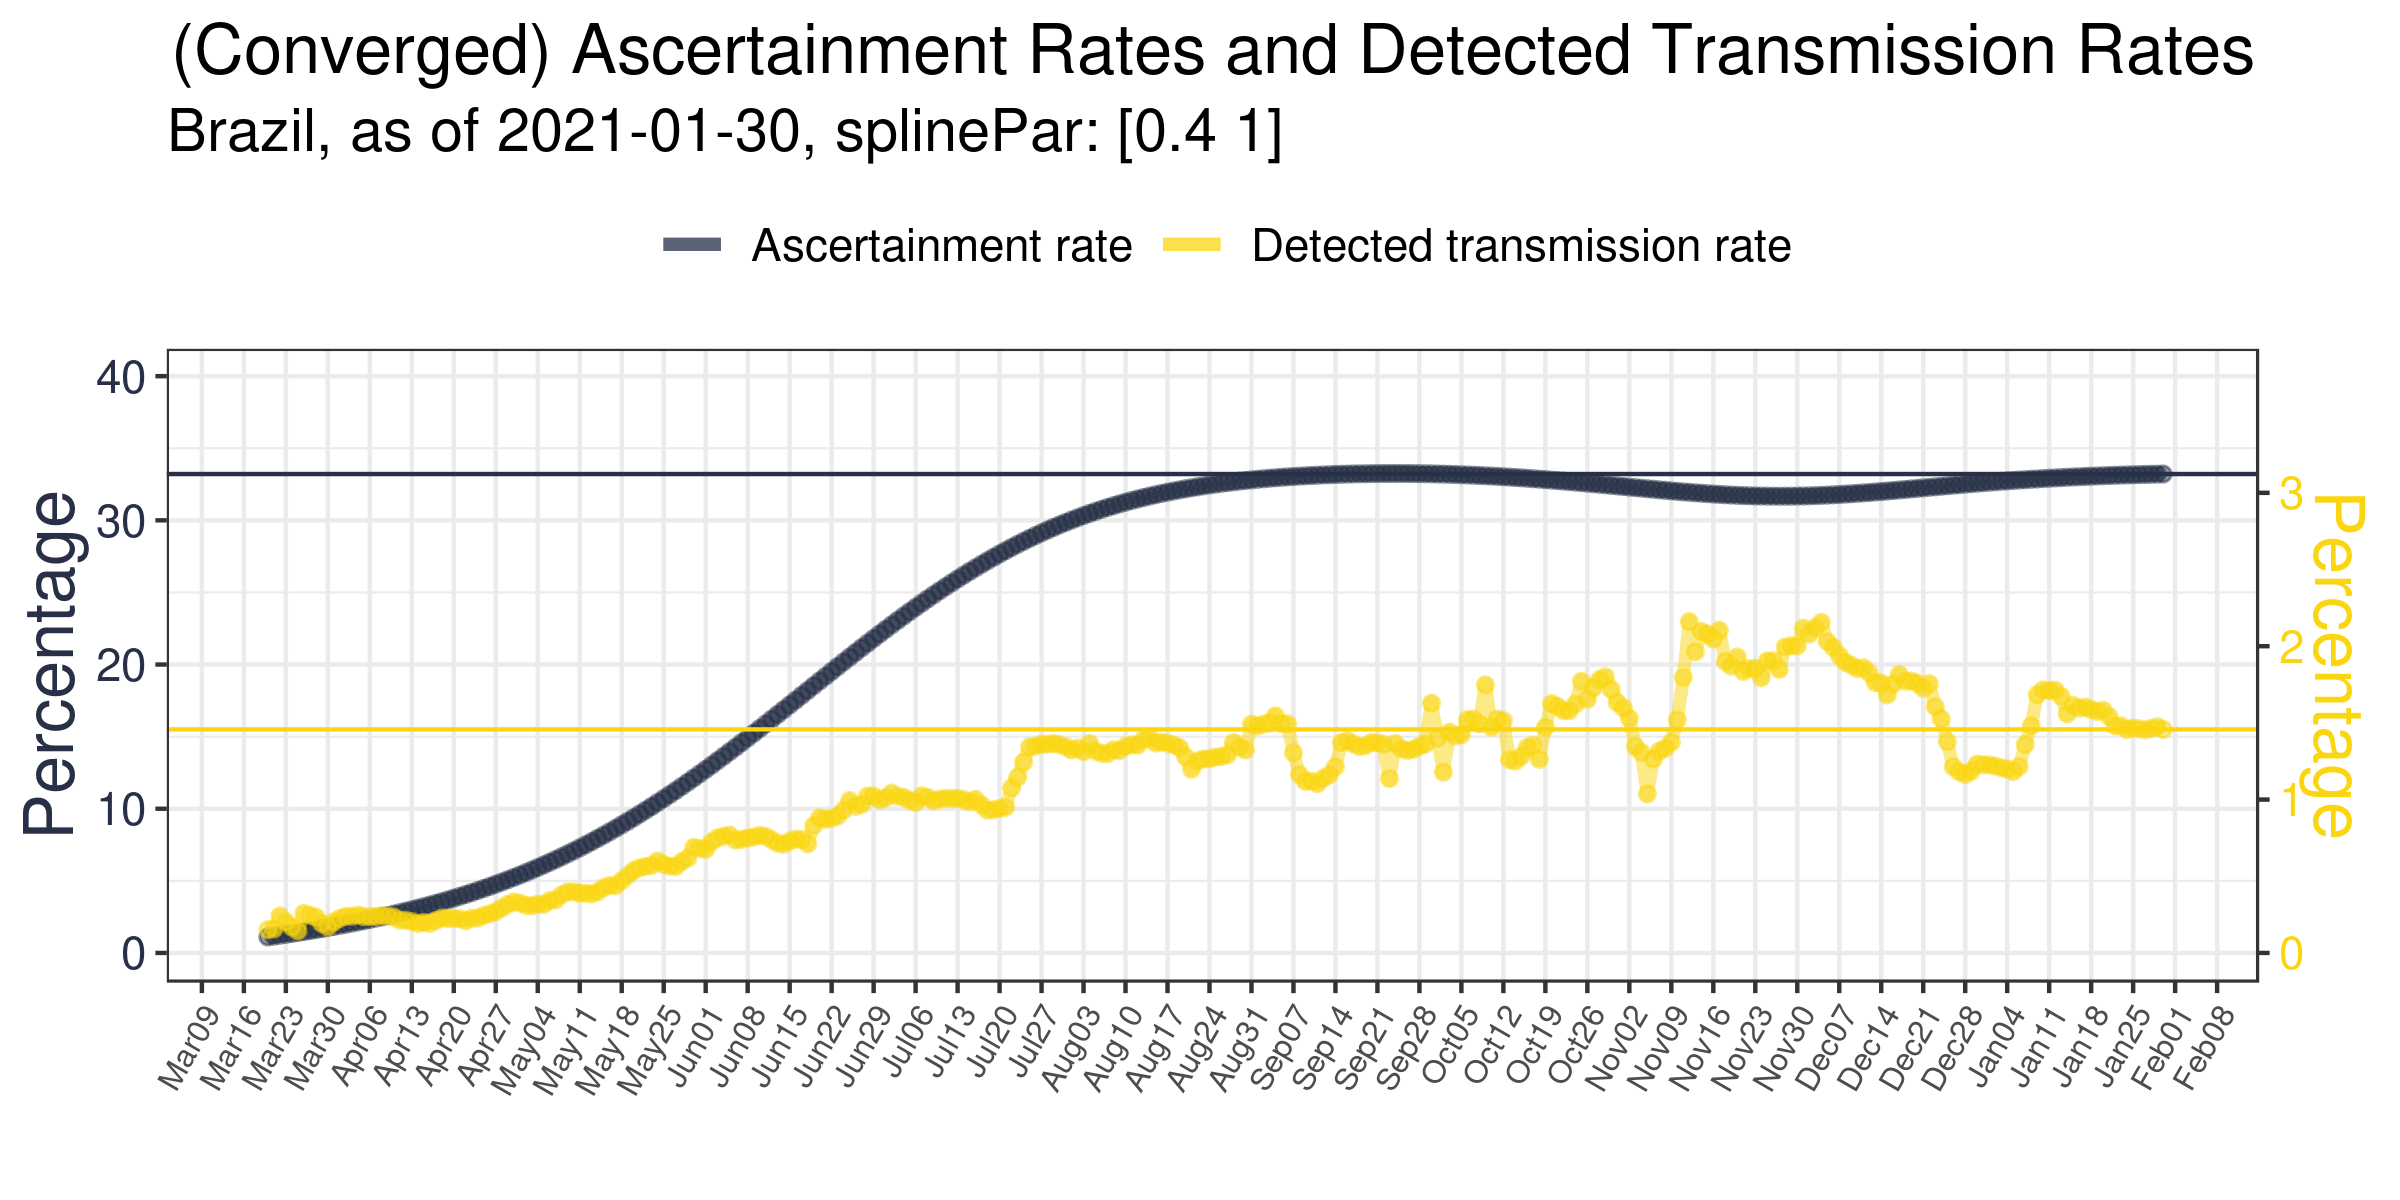 (Converged) Ascertainment Rates and Detected Transmission Rates
Brazil, as of 2021-01-30, splinePar: [0.4 1]
Ascertainment rate
Detected transmission rate
Percentage
40
30
20
10
0
3
2
1
0
Percentage
Mar09
Mar16
Mar23
Mar30
Apr06
Apr13
Apr20
Apr27
May04
May11
May18
May25
Jun01
Jun08
Jun15
Jun22
Jun29
Jul06
Jul13
Jul20
Jul27
Aug03
Aug10
Aug17
Aug24
Aug31
Sep07
Sep14
Sep21
Sep28
Oct05
Oct12
Oct19
Oct26
Nov02
Nov09
Nov16
Nov23
Nov30
Dec07
Dec14
Dec21
Dec28
Jan04
Jan11
Jan18
Jan25
Feb01
Feb08